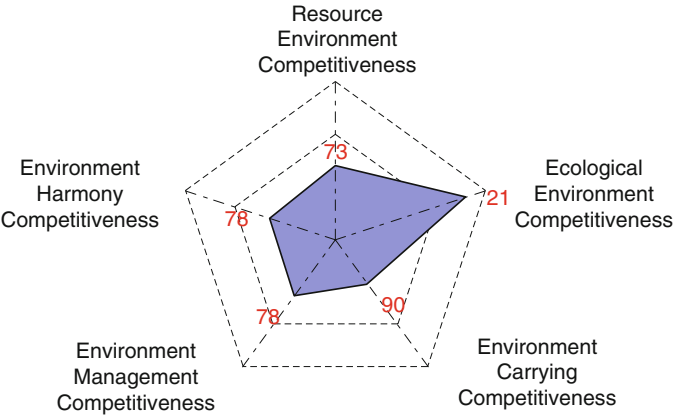 Resource
Environment
Competitiveness
73
Ecological
Environment
Competitiveness
21
Environment
Harmony
Competitiveness
78
90
78
Environment
Management
Competitiveness
Environment
Carrying
Competitiveness